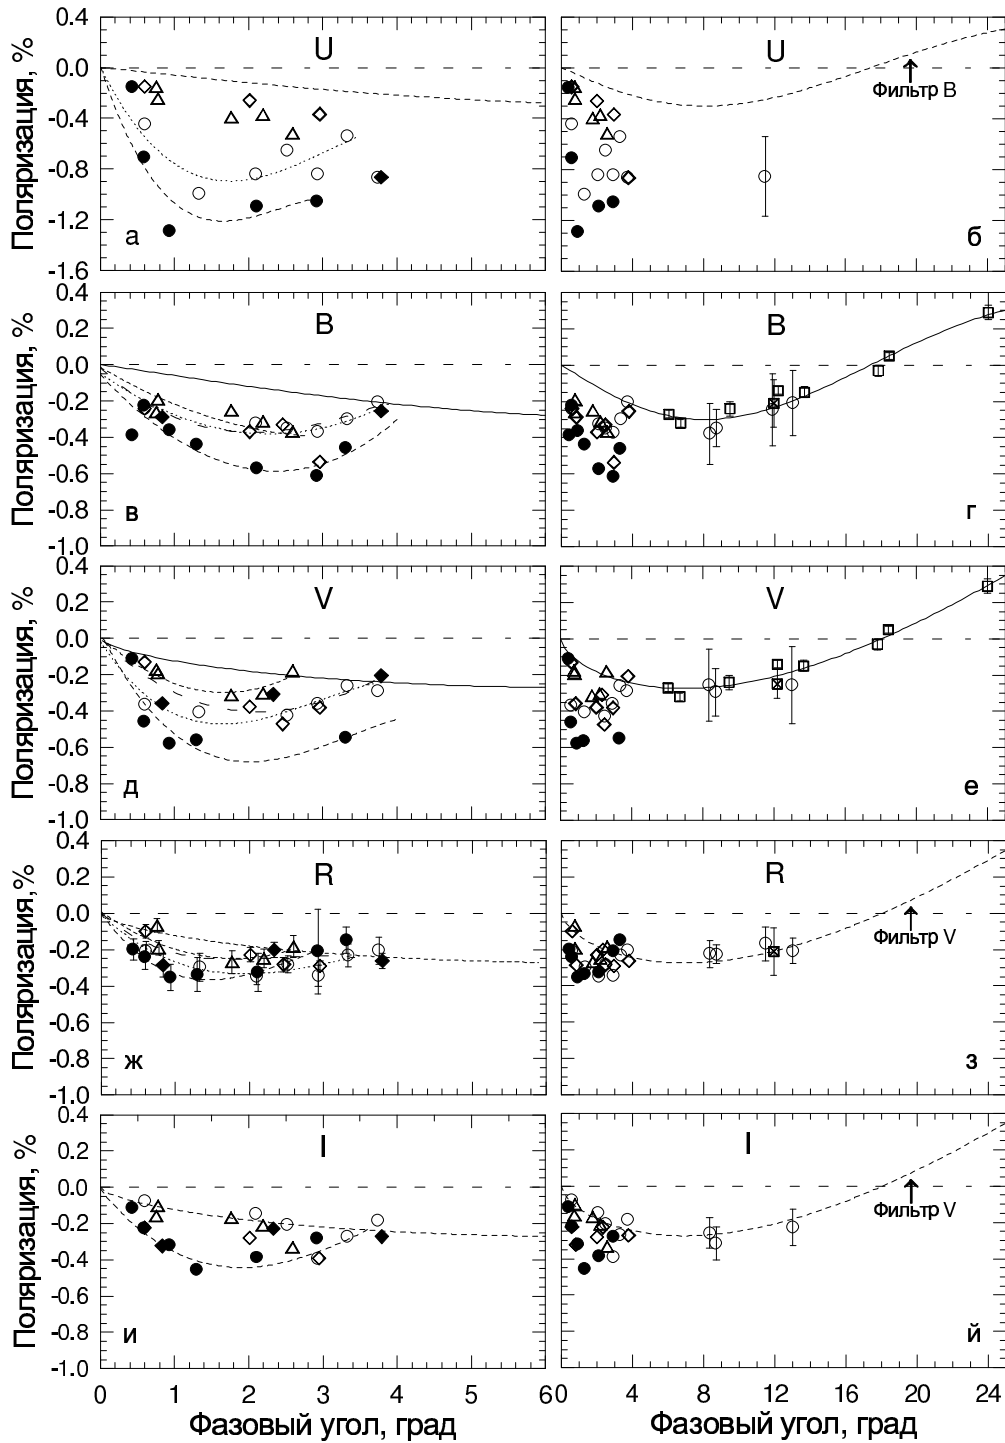 0.4
0.0
-0.4
-0.8
-1.2
-1.6
Поляризация, %
U
а
U
Фильтр В
б
0.4
0.2
0.0
-0.2
-0.4
-0.6
-0.8
-1.0
Поляризация, %
B
в
B
г
0.4
0.2
0.0
-0.2
-0.4
-0.6
-0.8
-1.0
Поляризация, %
V
д
V
е
0.4
0.2
0.0
-0.2
-0.4
-0.6
-0.8
-1.0
Поляризация,%
R
ж
R
Фильтр V
з
0.4
0.2
0.0
-0.2
-0.4
-0.6
-0.8
-1.0
Поляризация, %
I
и
I
Фильтр V
й
0 1 2 3 4 5 6
0 4 8 12 16 20 24
Фазовый угол, град
Фазовый угол, град